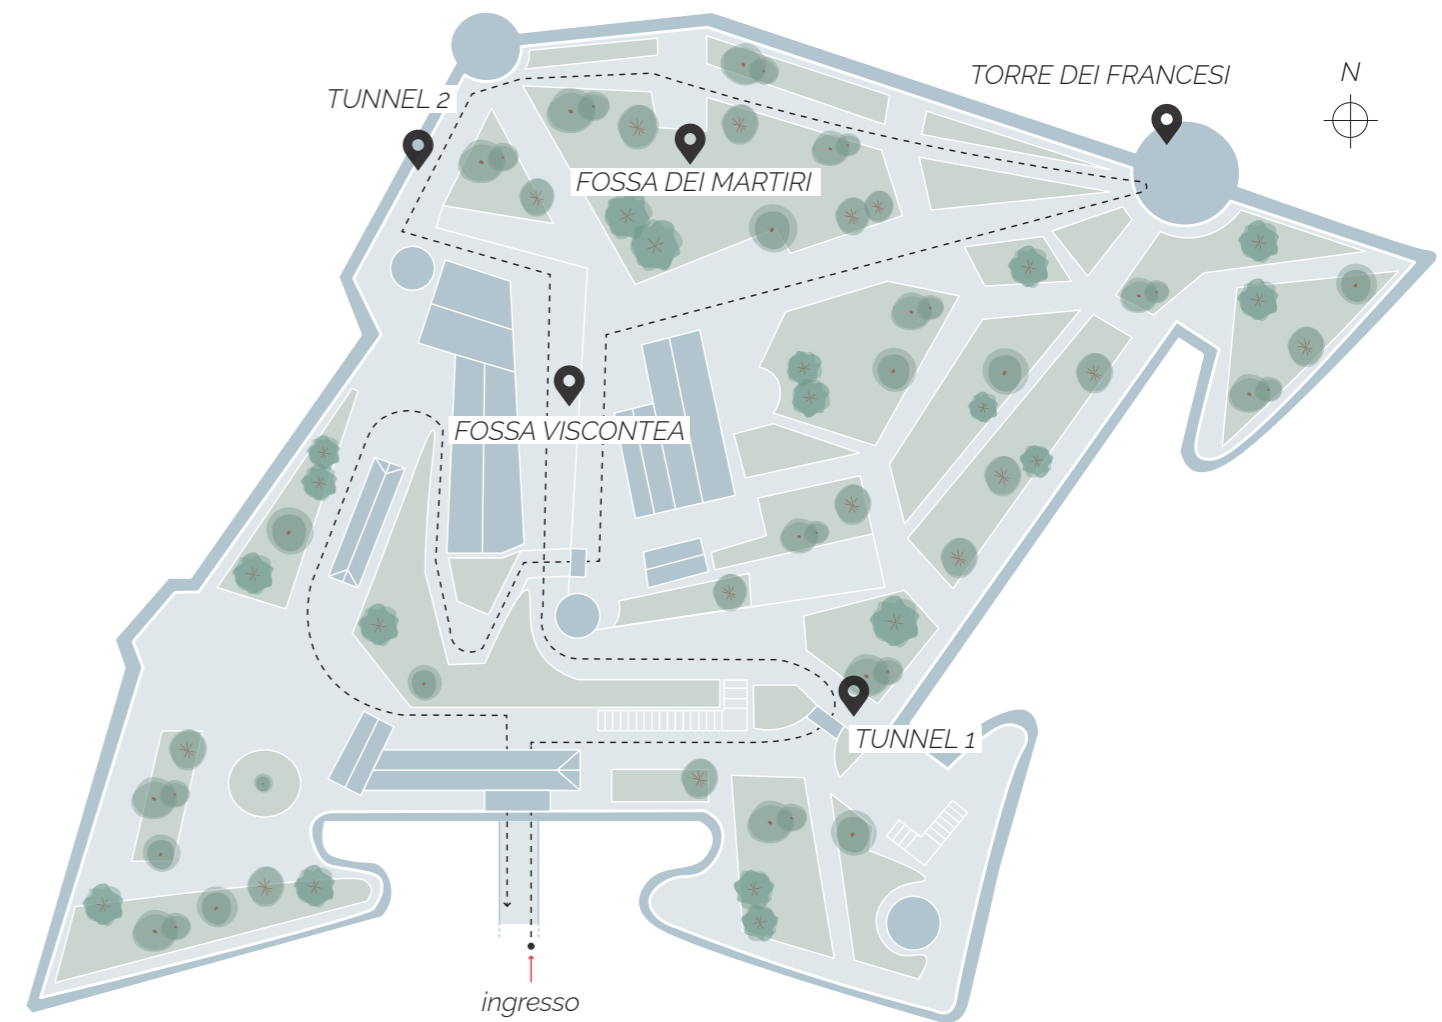 TORRE DEI FRANCESI
N
TUNNEL 2
FOSSA DEI MARTIRI
FOSSA VISCONTEA
TUNNEL 1
ingresso